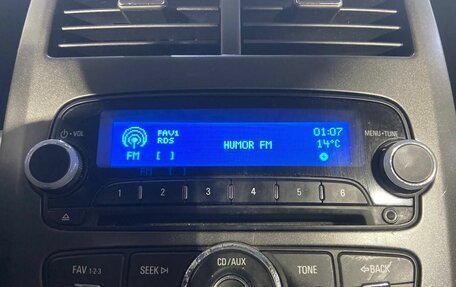 FAV1 01:07
⏻•VOL RDS HUMOR FM 14°C MENU•TUNE
FM [ ]
FM [ ]
1 2 3 4 5 6
CD/AUX
FAV 1·2·3 SEEK TONE BACK